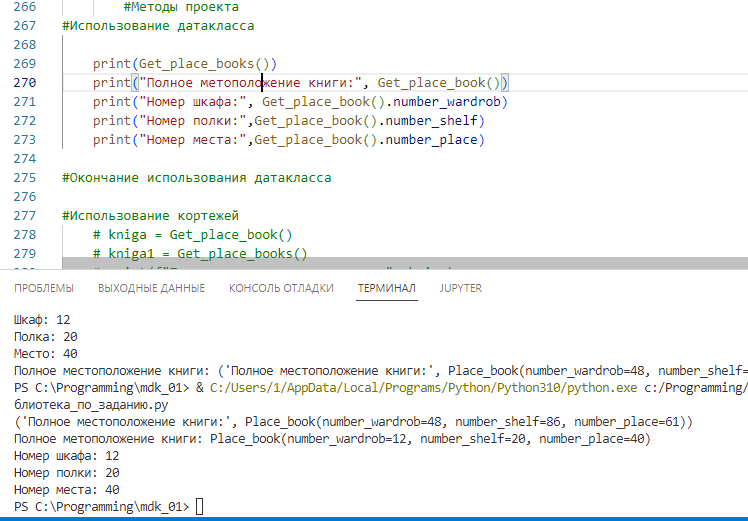 266 #Методы проекта
267 #Использование датакласса
268
269 print(Get_place_books())
270 print("Полное метоположение книги:", Get_place_book())
271 print("Номер шкафа:", Get_place_book().number_wardrob)
272 print("Номер полки:",Get_place_book().number_shelf)
273 print("Номер места:",Get_place_book().number_place)
274
275 #Окончание использования датакласса
276
277 #Использование кортежей
278 # kniga = Get_place_book()
279 # kniga1 = Get_place_books()
ПРОБЛЕМЫ ВЫХОДНЫЕ ДАННЫЕ КОНСОЛЬ ОТЛАДКИ ТЕРМИНАЛ JUPYTER
Шкаф: 12
Полка: 20
Место: 40
Полное местоположение книги: ('Полное местоположение книги:', Place_book(number_wardrob=48, number_shelf=
PS C:\Programming\mdk_01> & C:/Users/1/AppData/Local/Programs/Python/Python310/python.exe c:/Programming/
блиотека_по_заданию.py
('Полное местоположение книги:', Place_book(number_wardrob=48, number_shelf=86, number_place=61))
Полное метоположение книги: Place_book(number_wardrob=12, number_shelf=20, number_place=40)
Номер шкафа: 12
Номер полки: 20
Номер места: 40
PS C:\Programming\mdk_01>